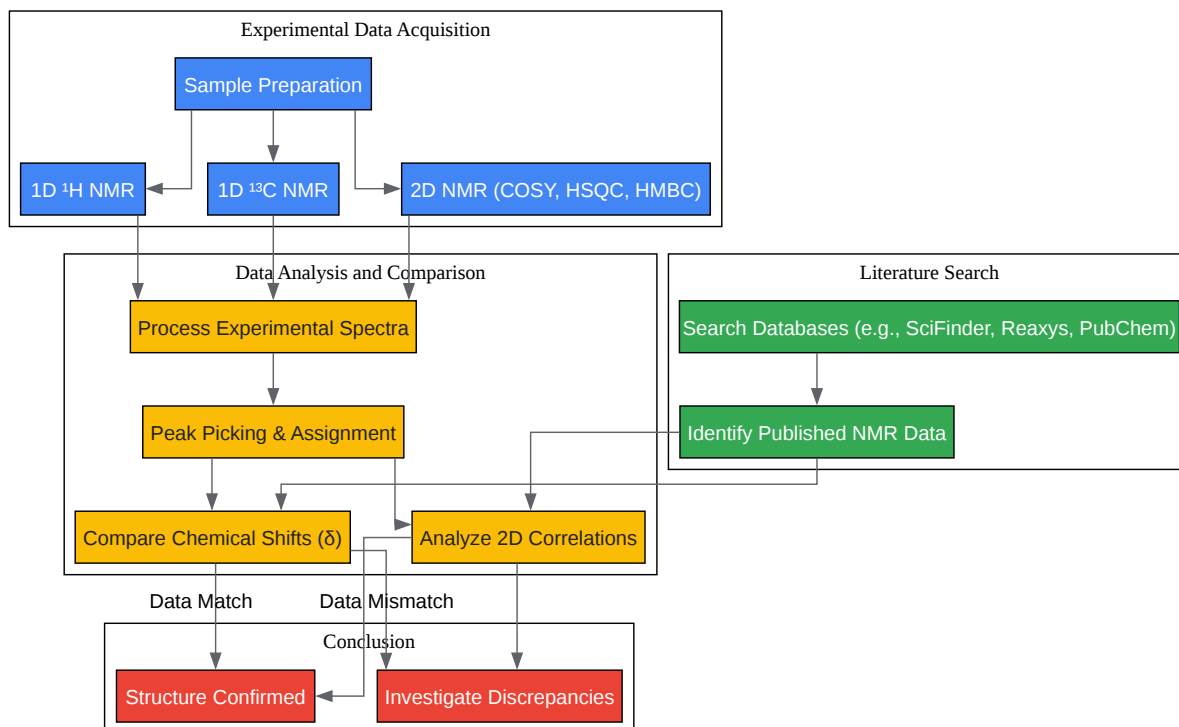 Experimental Data Acquisition
Sample Preparation
1D ¹H NMR
1D ¹³C NMR
2D NMR (COSY, HSQC, HMBC)
Data Analysis and Comparison
Literature Search
Process Experimental Spectra
Search Databases (e.g., SciFinder, Reaxys, PubChem)
Peak Picking & Assignment
Identify Published NMR Data
Compare Chemical Shifts (δ)
Analyze 2D Correlations
Data Match
Data Mismatch
Conclusion
Structure Confirmed
Investigate Discrepancies